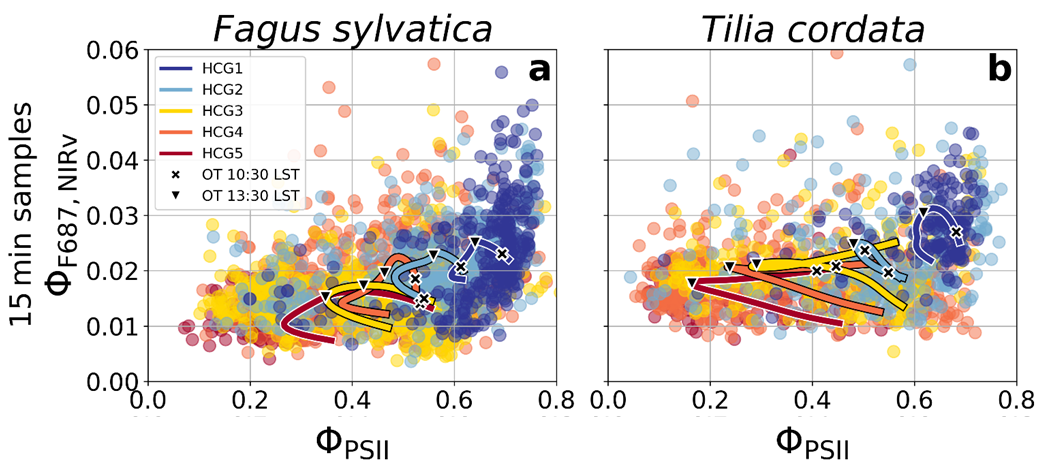 Fagus sylvatica
Tilia cordata
a
b
HCG1
HCG2
HCG3
HCG4
HCG5
OT 10:30 LST
OT 13:30 LST
15 min samples
ΦF687, NIRv
0.06
0.05
0.04
0.03
0.02
0.01
0.00
0.0 0.2 0.4 0.6 0.8
0.0 0.2 0.4 0.6 0.8
ΦPSII
ΦPSII